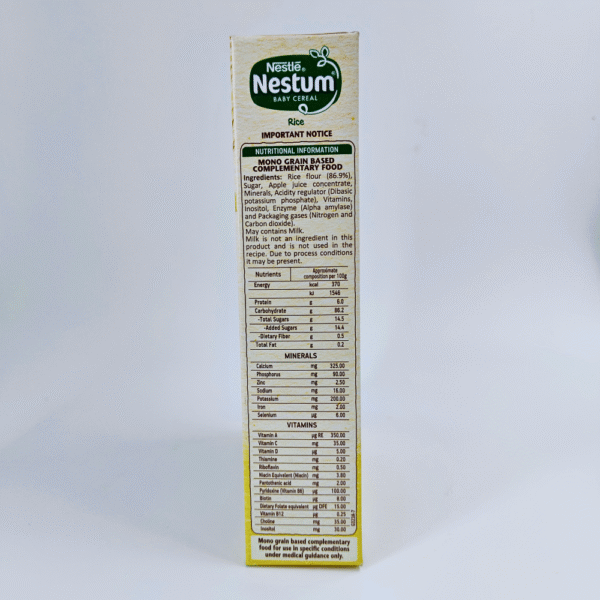 Nestlē®
Nestum®
BABY CEREAL
Rice
IMPORTANT NOTICE
NUTRITIONAL INFORMATION
MONO GRAIN BASED
COMPLEMENTARY FOOD
Ingredients: Rice flour (86.9%),
Sugar, Apple juice concentrate,
Minerals, Acidity regulator (Dibasic
potassium phosphate), Vitamins,
Inositol, Enzyme (Alpha amylase)
and Packaging gases (Nitrogen and
Carbon dioxide).
May contains Milk.
Milk is not an ingredient in this
product and is not used in the
recipe. Due to process conditions
it may be present.
Nutrients Approximate
composition per 100g
Energy kcal 370
kJ 1546
Protein g 6.0
Carbohydrate g 88.2
-Total Sugars g 14.5
-Added Sugars g 14.4
-Dietary Fiber g 0.5
Total Fat g 0.2
MINERALS
Calcium mg 325.00
Phosphorus mg 90.00
Zinc mg 2.50
Sodium mg 16.00
Potassium mg 200.00
Iron mg 2.00
Selenium µg 6.00
VITAMINS
Vitamin A µg RE 350.00
Vitamin C mg 35.00
Vitamin D µg 5.00
Thiamine mg 0.20
Riboflavin mg 0.50
Niacin Equivalent (Niacin) mg 3.80
Pantothenic acid mg 2.00
Pyridoxine (Vitamin B6) µg 100.00
Biotin µg 8.00
Dietary Folate equivalent µg DFE 15.00
Vitamin B12 µg 0.25
Choline mg 35.00
Inositol mg 30.00
Mono grain based complementary
food for use in specific conditions
under medical guidance only.